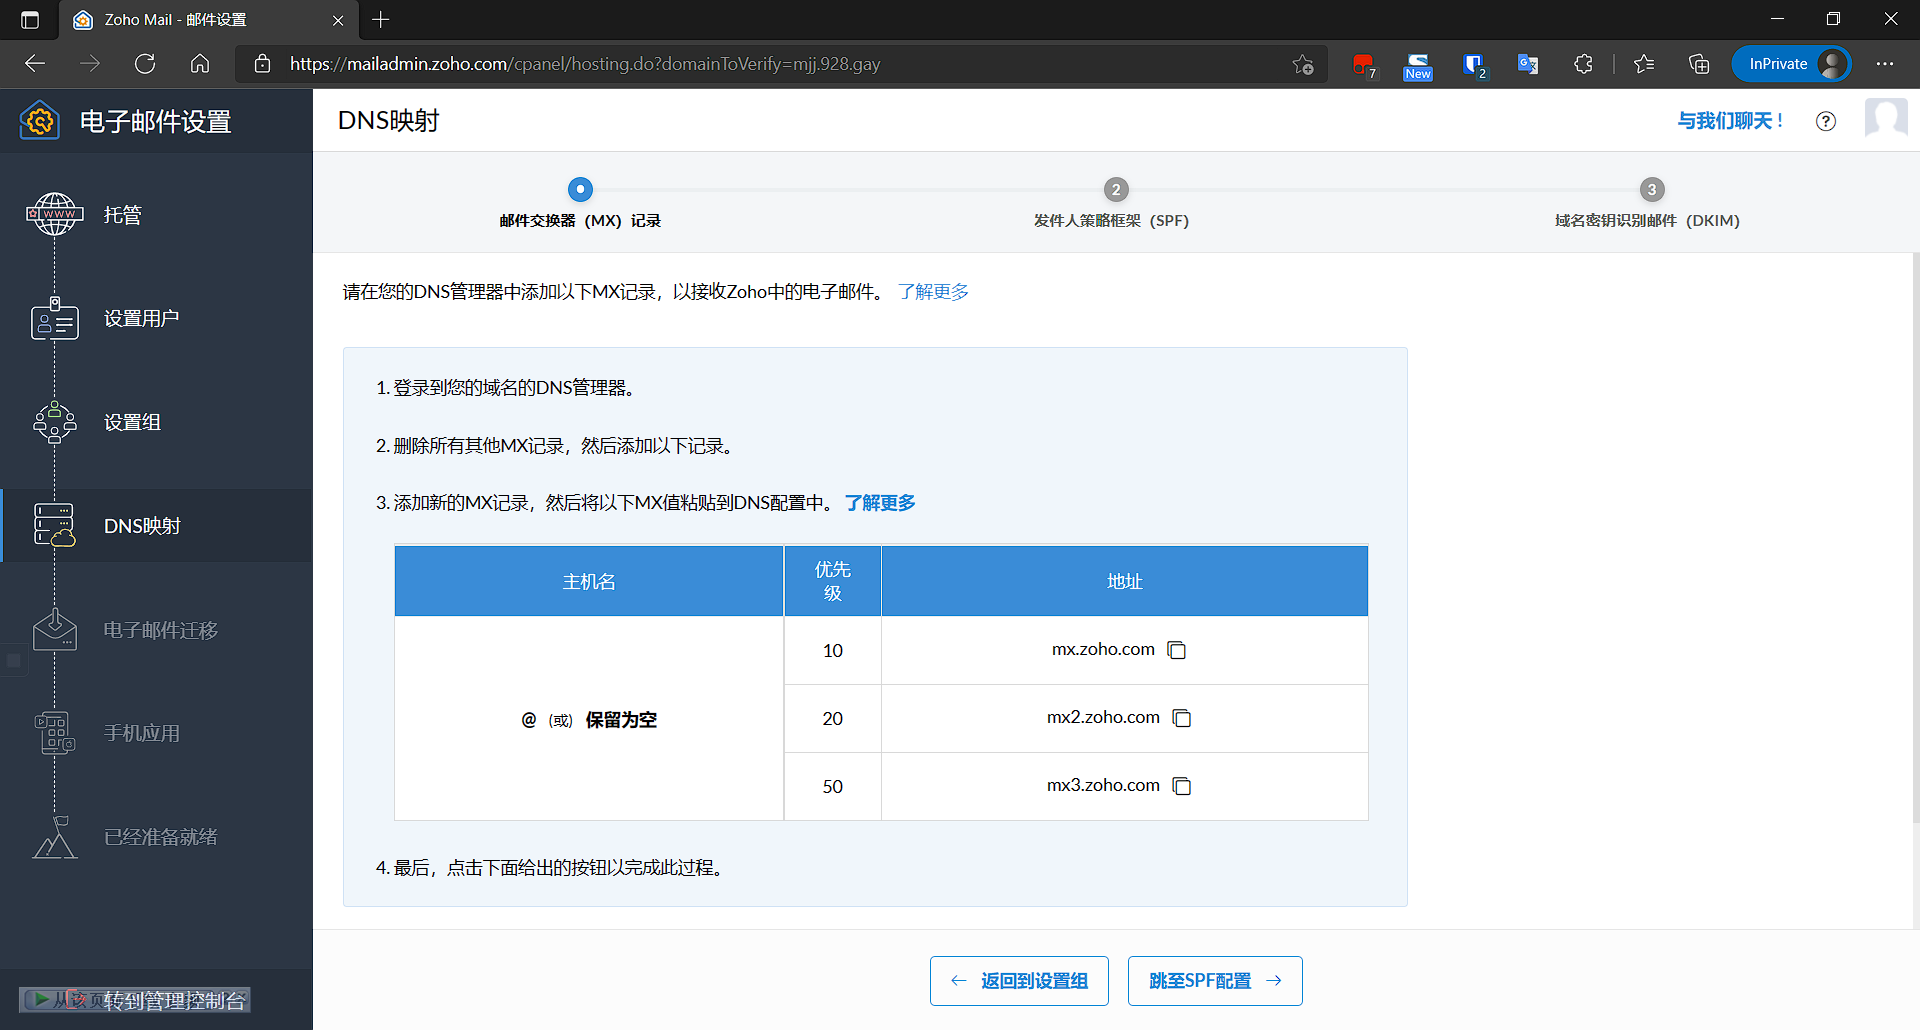 Zoho Mail - 邮件设置
https://mailadmin.zoho.com/cpanel/hosting.do?domainToVerify=mjj.928.gay
7
New
2
InPrivate
电子邮件设置
DNS映射
与我们聊天！
邮件交换器（MX）记录
2
发件人策略框架（SPF）
3
域名密钥识别邮件（DKIM）
WWW
托管
设置用户
设置组
DNS映射
电子邮件迁移
手机应用
已经准备就绪
转到管理控制台
请在您的DNS管理器中添加以下MX记录，以接收Zoho中的电子邮件。 了解更多
1. 登录到您的域名的DNS管理器。
2. 删除所有其他MX记录，然后添加以下记录。
3. 添加新的MX记录，然后将以下MX值粘贴到DNS配置中。 了解更多
主机名
优先级
地址
@（或） 保留为空
10
mx.zoho.com
20
mx2.zoho.com
50
mx3.zoho.com
4. 最后，点击下面给出的按钮以完成此过程。
← 返回到设置组
跳至SPF配置 →